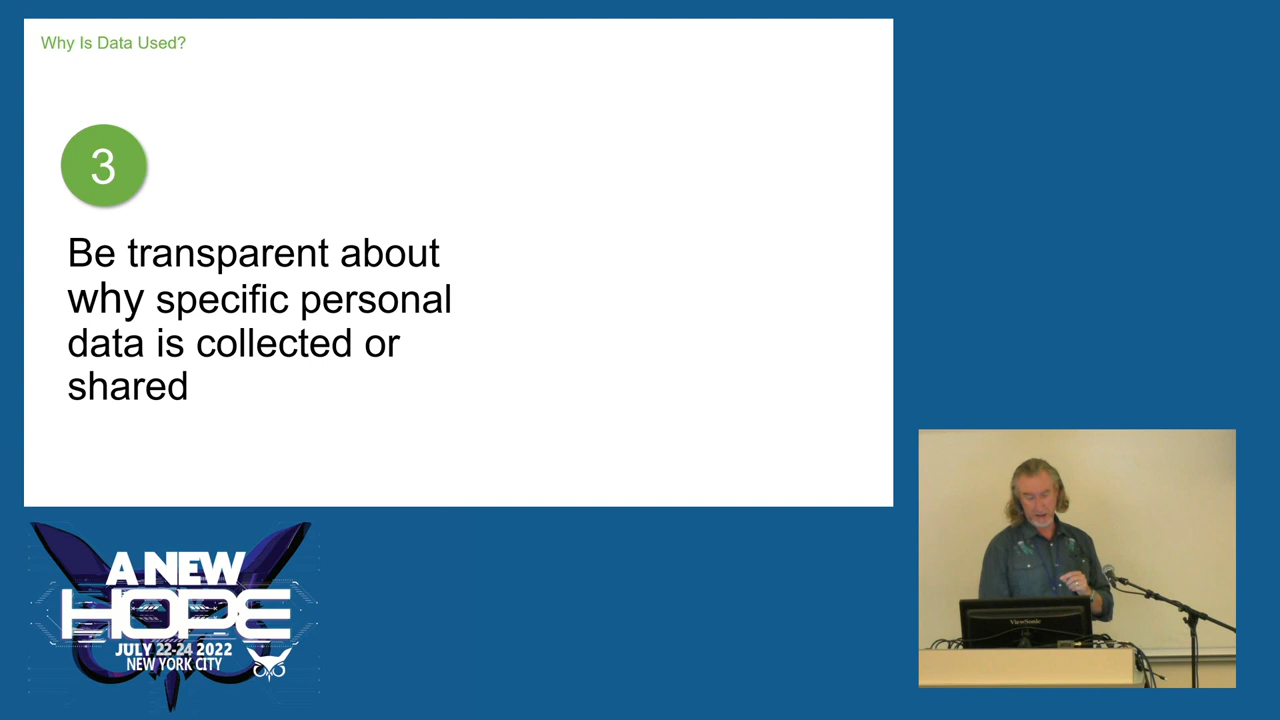 Why Is Data Used?
3
Be transparent about
why specific personal
data is collected or
shared
A NEW
HOPE
JULY 22-24 2022
NEW YORK CITY
ViewSonic